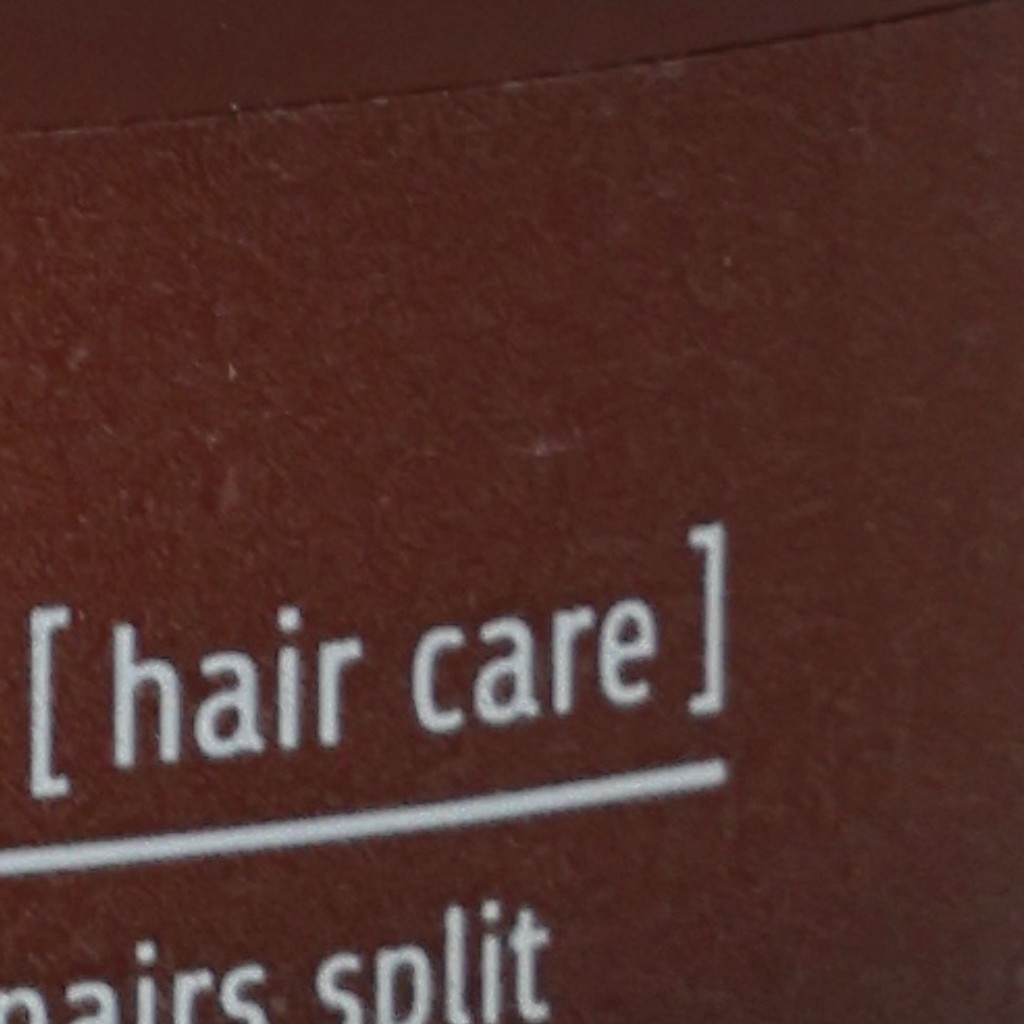 [ hair care ]
split